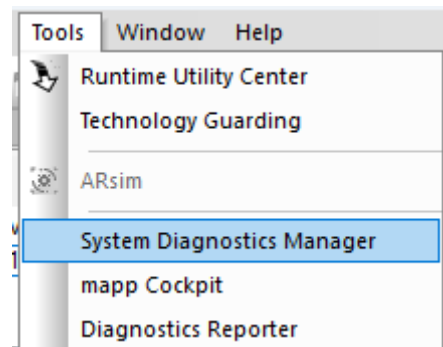 Tools Window Help
Runtime Utility Center
Technology Guarding
ARsim
System Diagnostics Manager
mapp Cockpit
Diagnostics Reporter